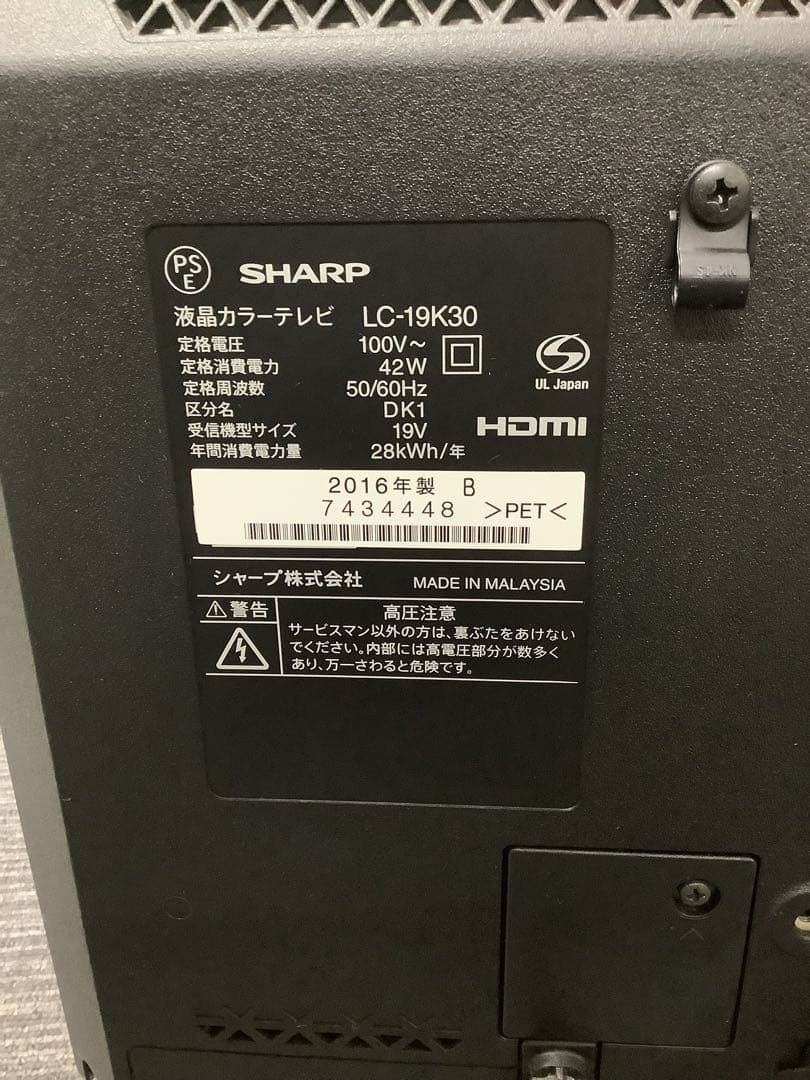 PSE
SHARP
液晶カラーテレビ LC-19K30
定格電圧 100V～
定格消費電力 42W
定格周波数 50/60Hz
区分名 DK1
受信機型サイズ 19V
年間消費電力量 28kWh/年
UL Japan
HDMI
2016年製 B
7434448 >PET<
シャープ株式会社 MADE IN MALAYSIA
⚠警告 高圧注意
サービスマン以外の方は、裏ぶたをあけない
でください。内部には高電圧部分が数多く
あり、万一さわると危険です。